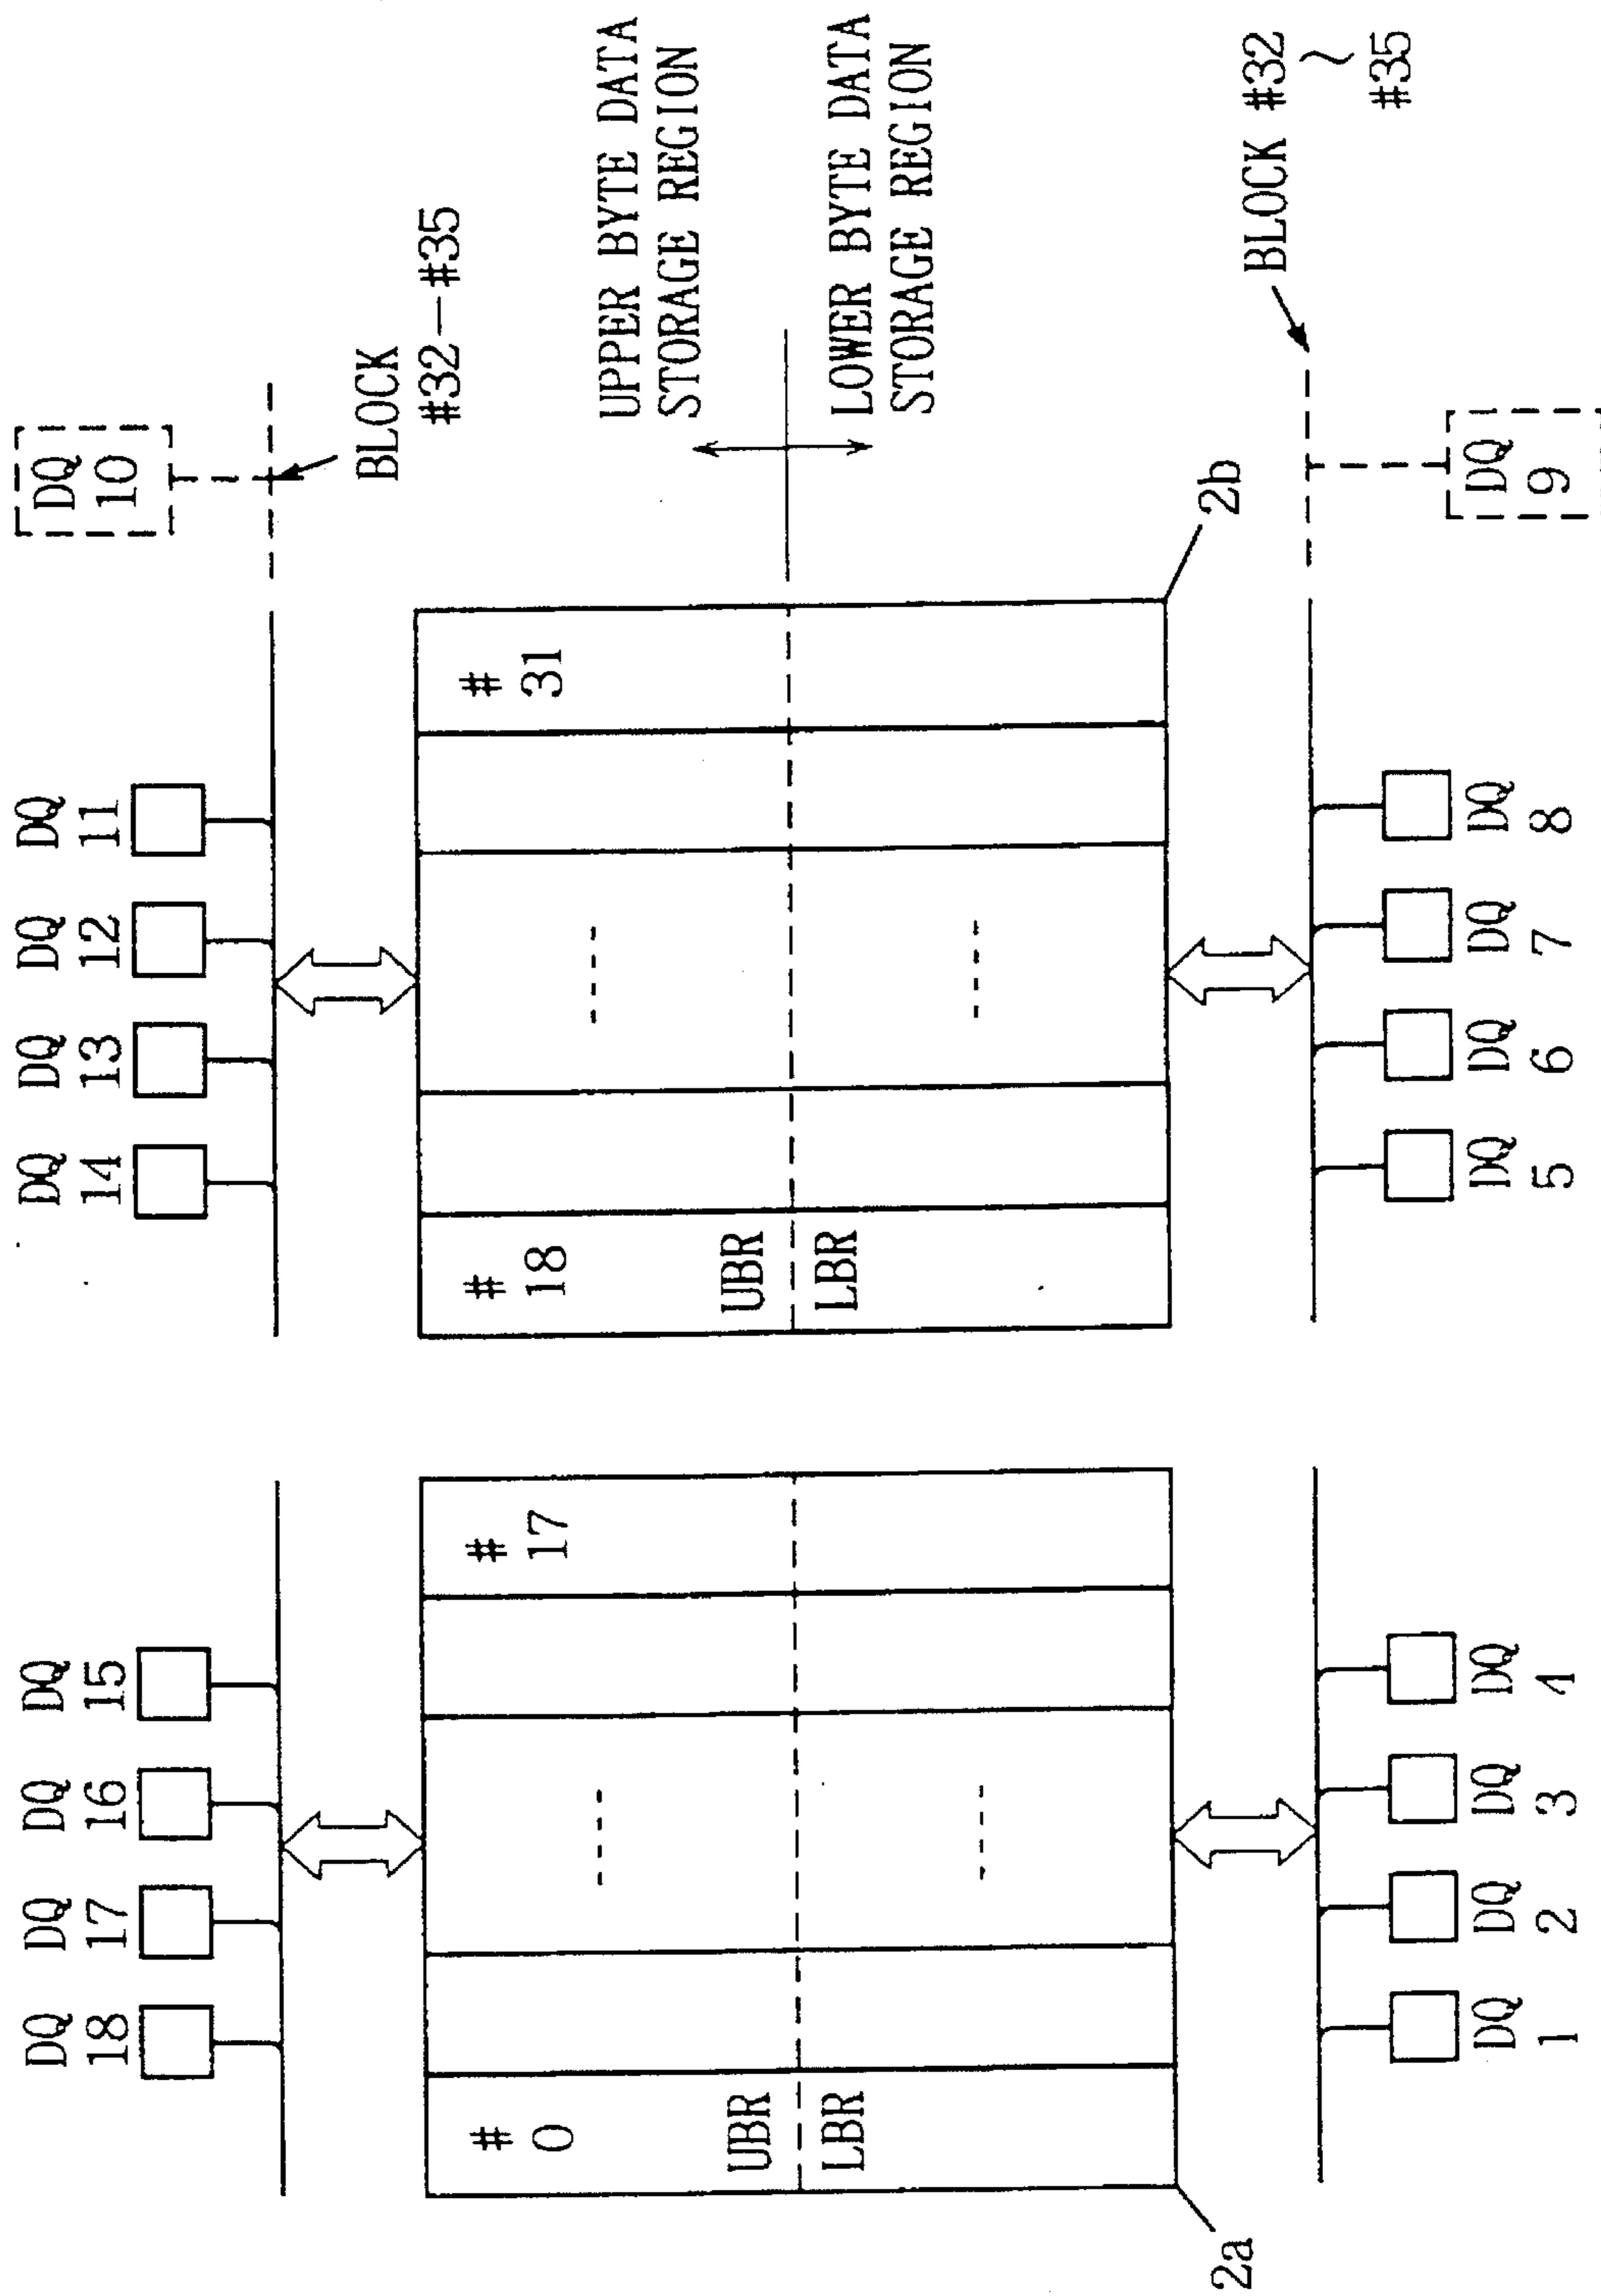 DQ
18
DQ
17
DQ
16
DQ
15
DQ
14
DQ
13
DQ
12
DQ
11
DQ
10
BLOCK
#32-#35
#
0
#
17
#
18
#
31
UBR
LBR
UBR
LBR
UPPER BYTE DATA
STORAGE REGION
LOWER BYTE DATA
STORAGE REGION
2a
2b
BLOCK #32
~
#35
DQ
1
DQ
2
DQ
3
DQ
4
DQ
5
DQ
6
DQ
7
DQ
8
DQ
9